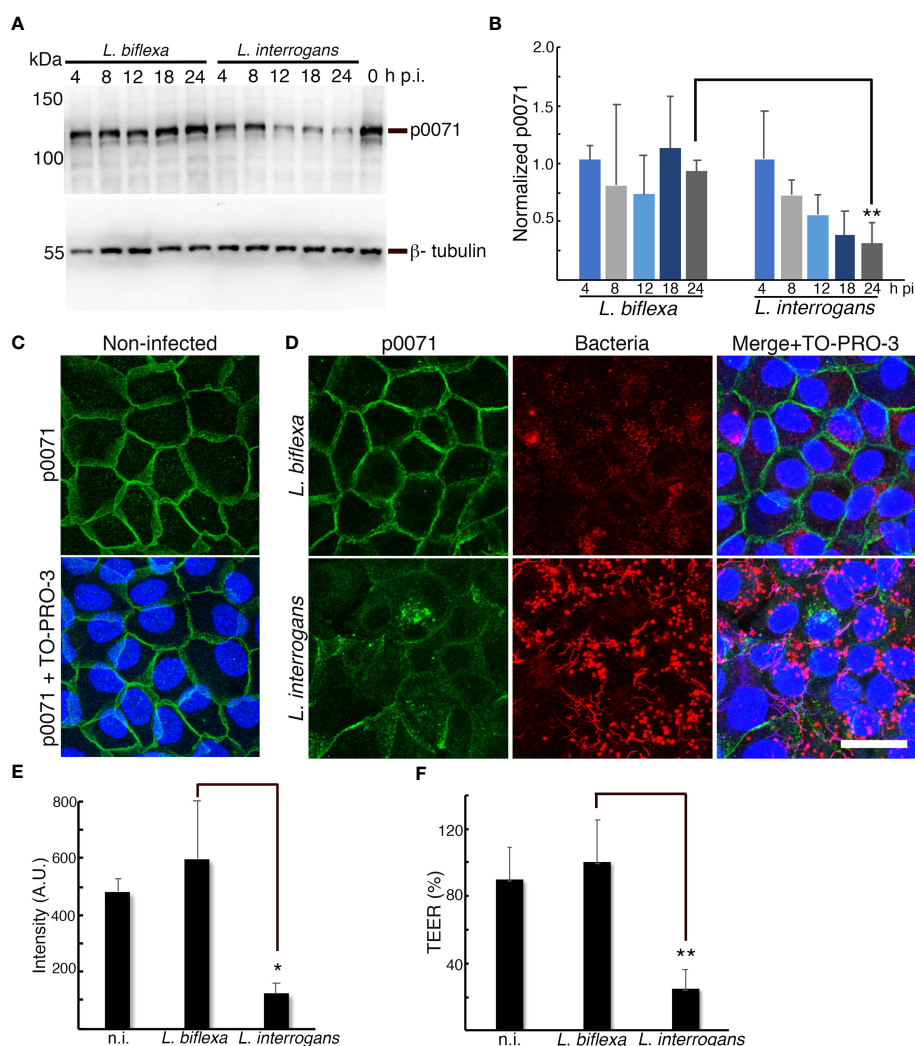 A
L. biflexa L. interrogans
kDa 4 8 12 18 24 4 8 12 18 24 0 h p.i.
150
p0071
100
55 β- tubulin
B
2.0
1.5
1.0
0.5
Normalized p0071
**
4 8 12 18 24 4 8 12 18 24 h pi
L. biflexa L. interrogans
C Non-infected
p0071
p0071 + TO-PRO-3
D p0071 Bacteria Merge+TO-PRO-3
L. biflexa
L. interrogans
E
800
600
400
200
Intensity (A.U.)
*
n.i. L. biflexa L. interrogans
F
120
80
40
TEER (%)
**
n.i. L. biflexa L. interrogans